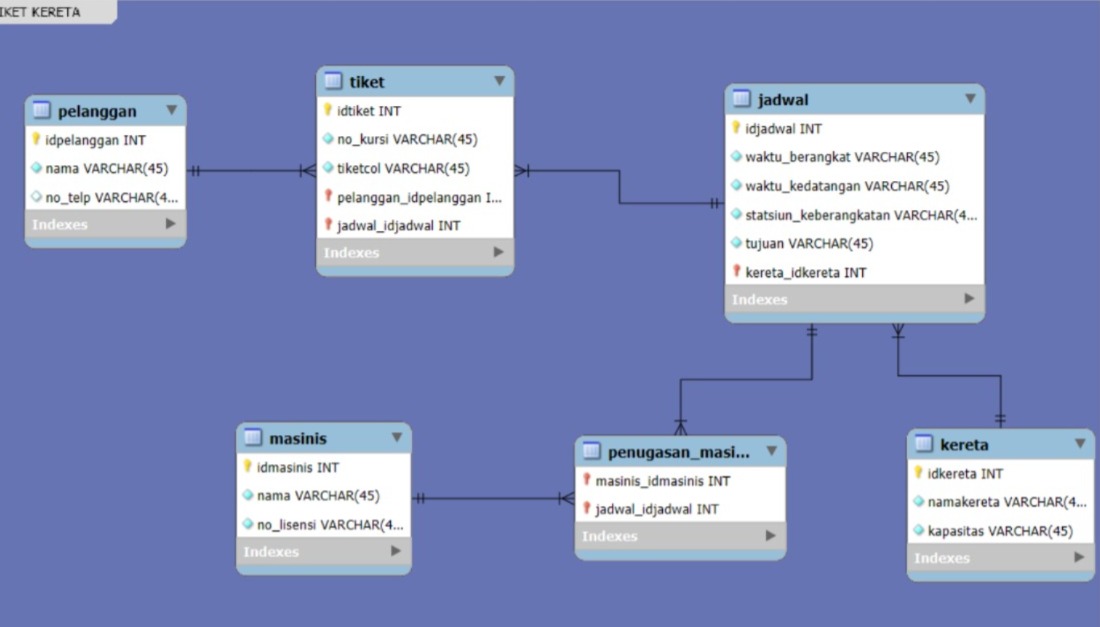 IKET KERETA
pelanggan
idpelanggan INT
nama VARCHAR(45)
no_telp VARCHAR(4...
Indexes
tiket
idtiket INT
no_kursi VARCHAR(45)
tiketcol VARCHAR(45)
pelanggan_idpelanggan I...
jadwal_idjadwal INT
Indexes
jadwal
idjadwal INT
waktu_berangkat VARCHAR(45)
waktu_kedatangan VARCHAR(45)
statsiun_keberangkatan VARCHAR(4...
tujuan VARCHAR(45)
kereta_idkereta INT
Indexes
masinis
idmasinis INT
nama VARCHAR(45)
no_lisensi VARCHAR(4...
Indexes
penugasan_masi...
masinis_idmasinis INT
jadwal_idjadwal INT
Indexes
kereta
idkereta INT
namakereta VARCHAR(4...
kapasitas VARCHAR(45)
Indexes